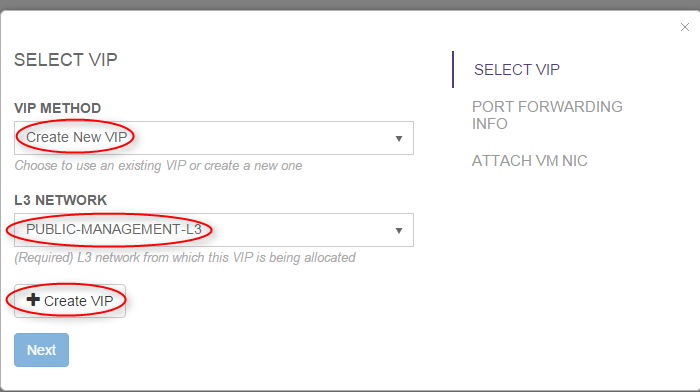 SELECT VIP
VIP METHOD
Create New VIP
Choose to use an existing VIP or create a new one
L3 NETWORK
PUBLIC-MANAGEMENT-L3
(Required) L3 network from which this VIP is being allocated
Create VIP
Next
SELECT VIP
PORT FORWARDING
INFO
ATTACH VM NIC